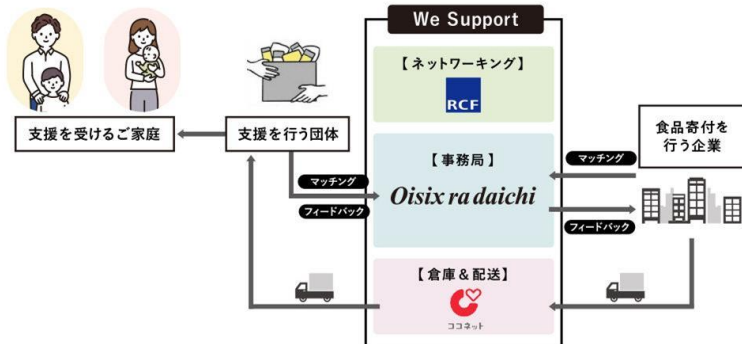 We Support
【ネットワーキング】
RCF
支援を受けるご家庭
支援を行う団体
食品寄付を
行う企業
【事務局】
マッチング
マッチング
Oisix ra daichi
フィードバック
フィードバック
【倉庫＆配送】
ココネット